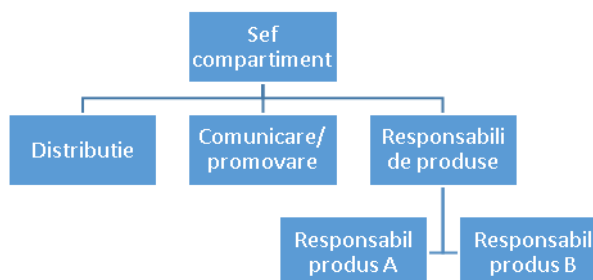 Sef
compartiment
Distributie
Comunicare/
promovare
Responsabili
de produse
Responsabil
produs A
Responsabil
produs B